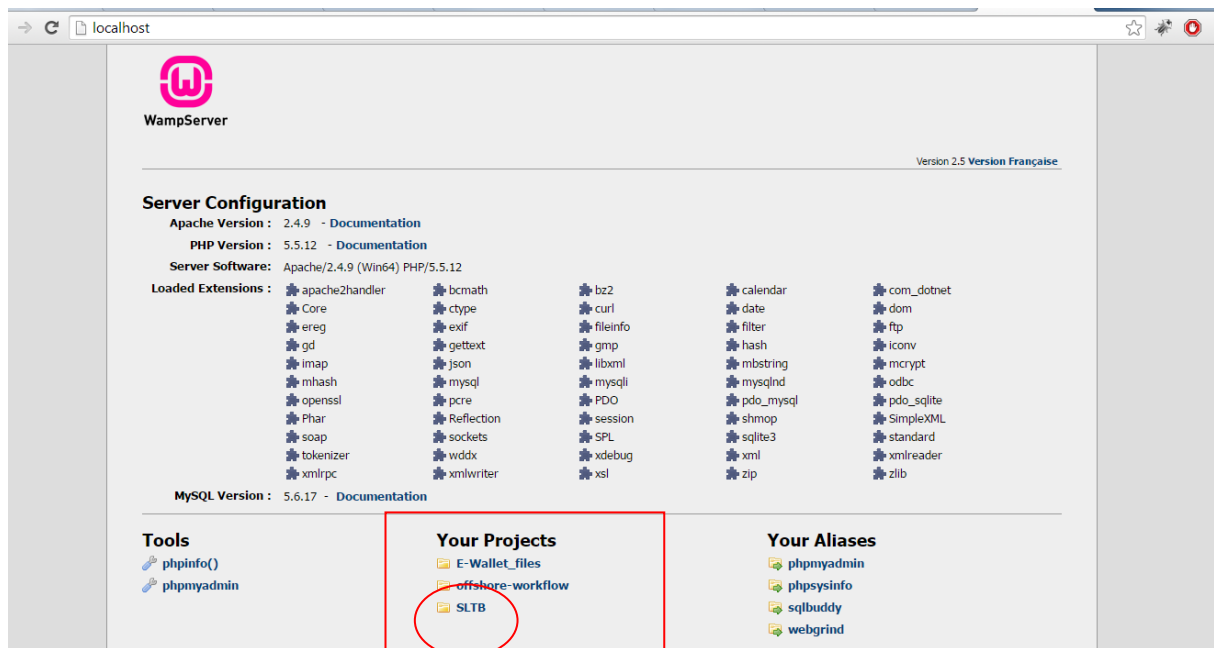 localhost
WampServer
Version 2.5 Version Française
Server Configuration
Apache Version : 2.4.9 - Documentation
PHP Version : 5.5.12 - Documentation
Server Software: Apache/2.4.9 (Win64) PHP/5.5.12
Loaded Extensions : apache2handler bcmath bz2 calendar com_dotnet
Core ctype curl date dom
ereg exif fileinfo filter ftp
gd gettext gmp hash iconv
imap json libxml mbstring mcrypt
mhash mysql mysqli mysqlnd odbc
openssl pcre PDO pdo_mysql pdo_sqlite
Phar Reflection session shmop SimpleXML
soap sockets SPL sqlite3 standard
tokenizer wddx xdebug xml xmlreader
xmlrpc xmlwriter xsl zip zlib
MySQL Version : 5.6.17 - Documentation
Tools Your Projects Your Aliases
phpinfo() E-Wallet_files phpmyadmin
phpmyadmin offshore-workflow phpsysinfo
SLTB sqlbuddy
webgrind